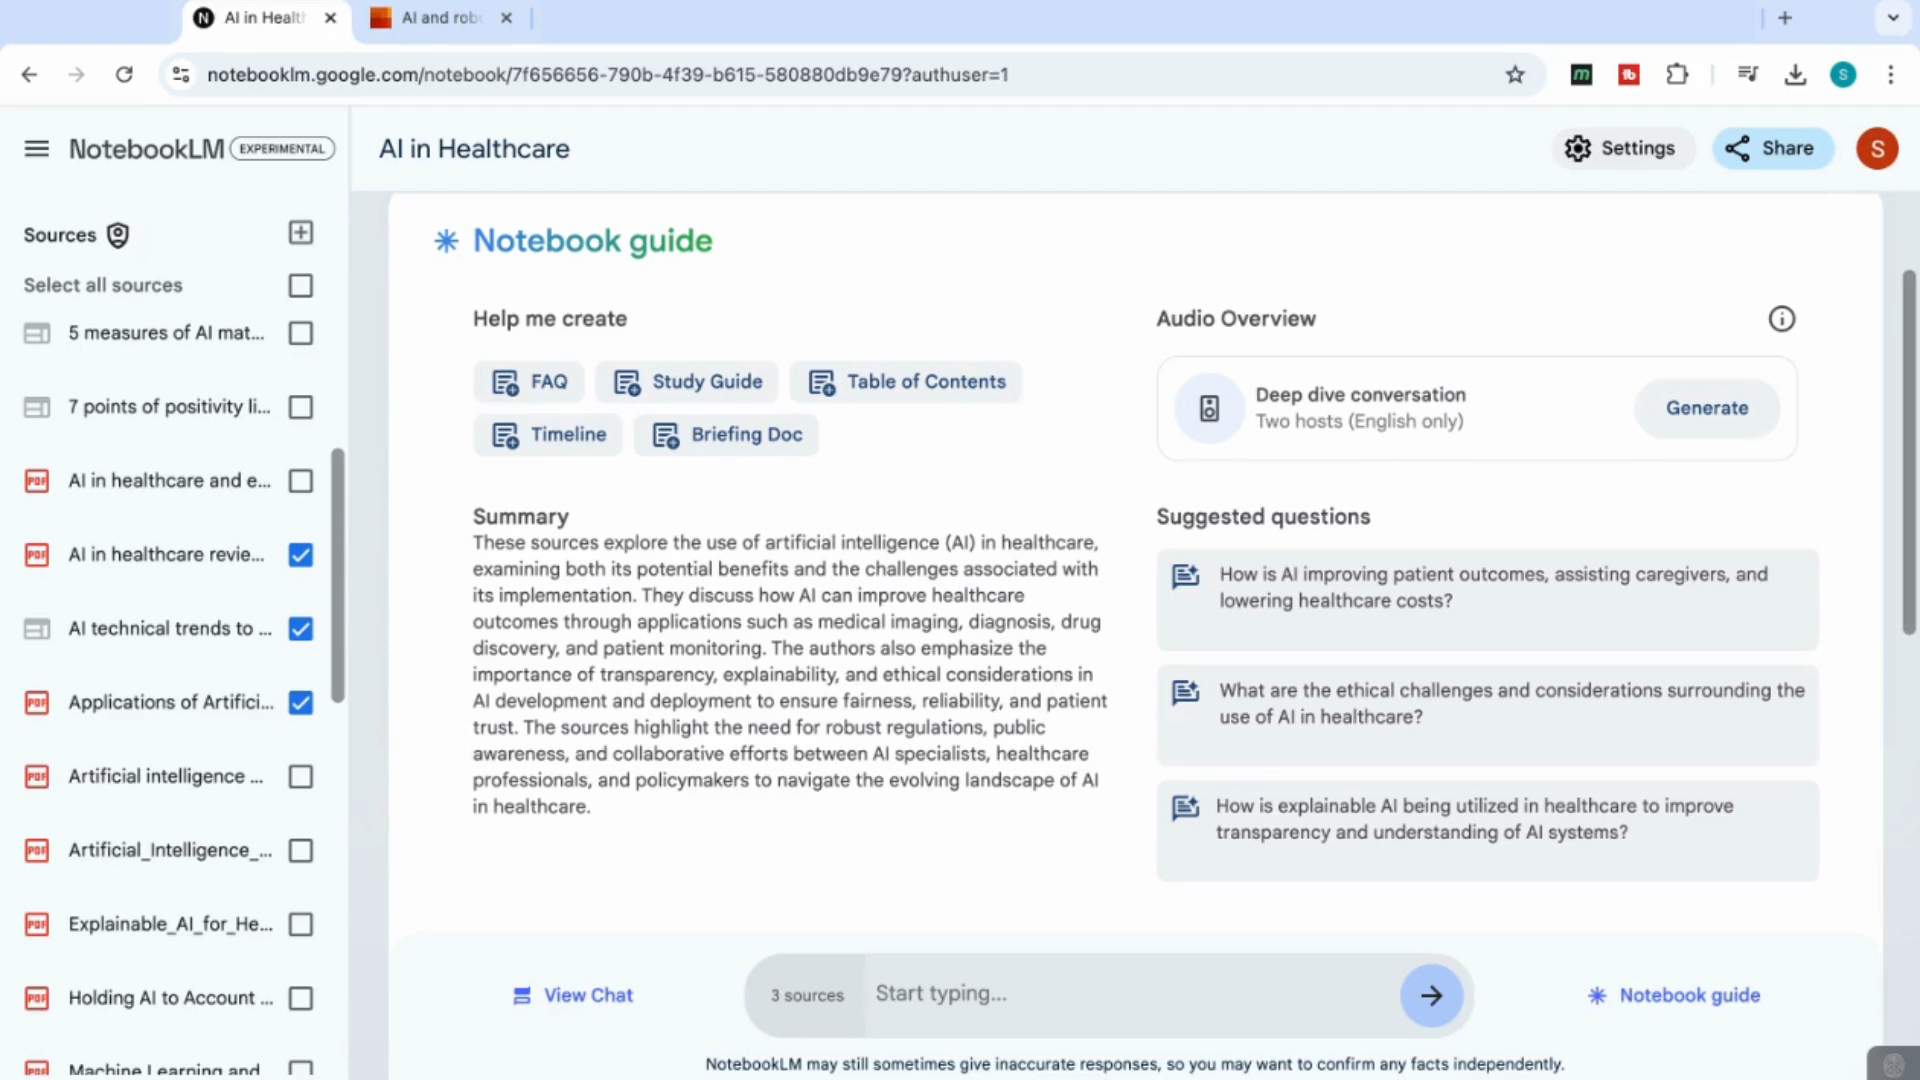 AI in Healt
AI and rob
notebooklm.google.com/notebook/7f656656-790b-4f39-b615-580880db9e79?authuser=1
S
NotebookLM
EXPERIMENTAL
AI in Healthcare
Settings
Share
S
Sources
Select all sources
5 measures of AI mat...
7 points of positivity li...
PDF AI in healthcare and e...
PDF AI in healthcare revie...
AI technical trends to ...
PDF Applications of Artifici...
PDF Artificial intelligence ...
PDF Artificial_Intelligence_...
PDF Explainable_AI_for_He...
PDF Holding AI to Account ...
PDF Machine Learning and
Notebook guide
Help me create
FAQ
Study Guide
Table of Contents
Timeline
Briefing Doc
Audio Overview
Deep dive conversation
Two hosts (English only)
Generate
Summary
These sources explore the use of artificial intelligence (AI) in healthcare,
examining both its potential benefits and the challenges associated with
its implementation. They discuss how AI can improve healthcare
outcomes through applications such as medical imaging, diagnosis, drug
discovery, and patient monitoring. The authors also emphasize the
importance of transparency, explainability, and ethical considerations in
AI development and deployment to ensure fairness, reliability, and patient
trust. The sources highlight the need for robust regulations, public
awareness, and collaborative efforts between AI specialists, healthcare
professionals, and policymakers to navigate the evolving landscape of AI
in healthcare.
Suggested questions
How is AI improving patient outcomes, assisting caregivers, and
lowering healthcare costs?
What are the ethical challenges and considerations surrounding the
use of AI in healthcare?
How is explainable AI being utilized in healthcare to improve
transparency and understanding of AI systems?
View Chat
3 sources
Start typing...
Notebook guide
NotebookLM may still sometimes give inaccurate responses, so you may want to confirm any facts independently.